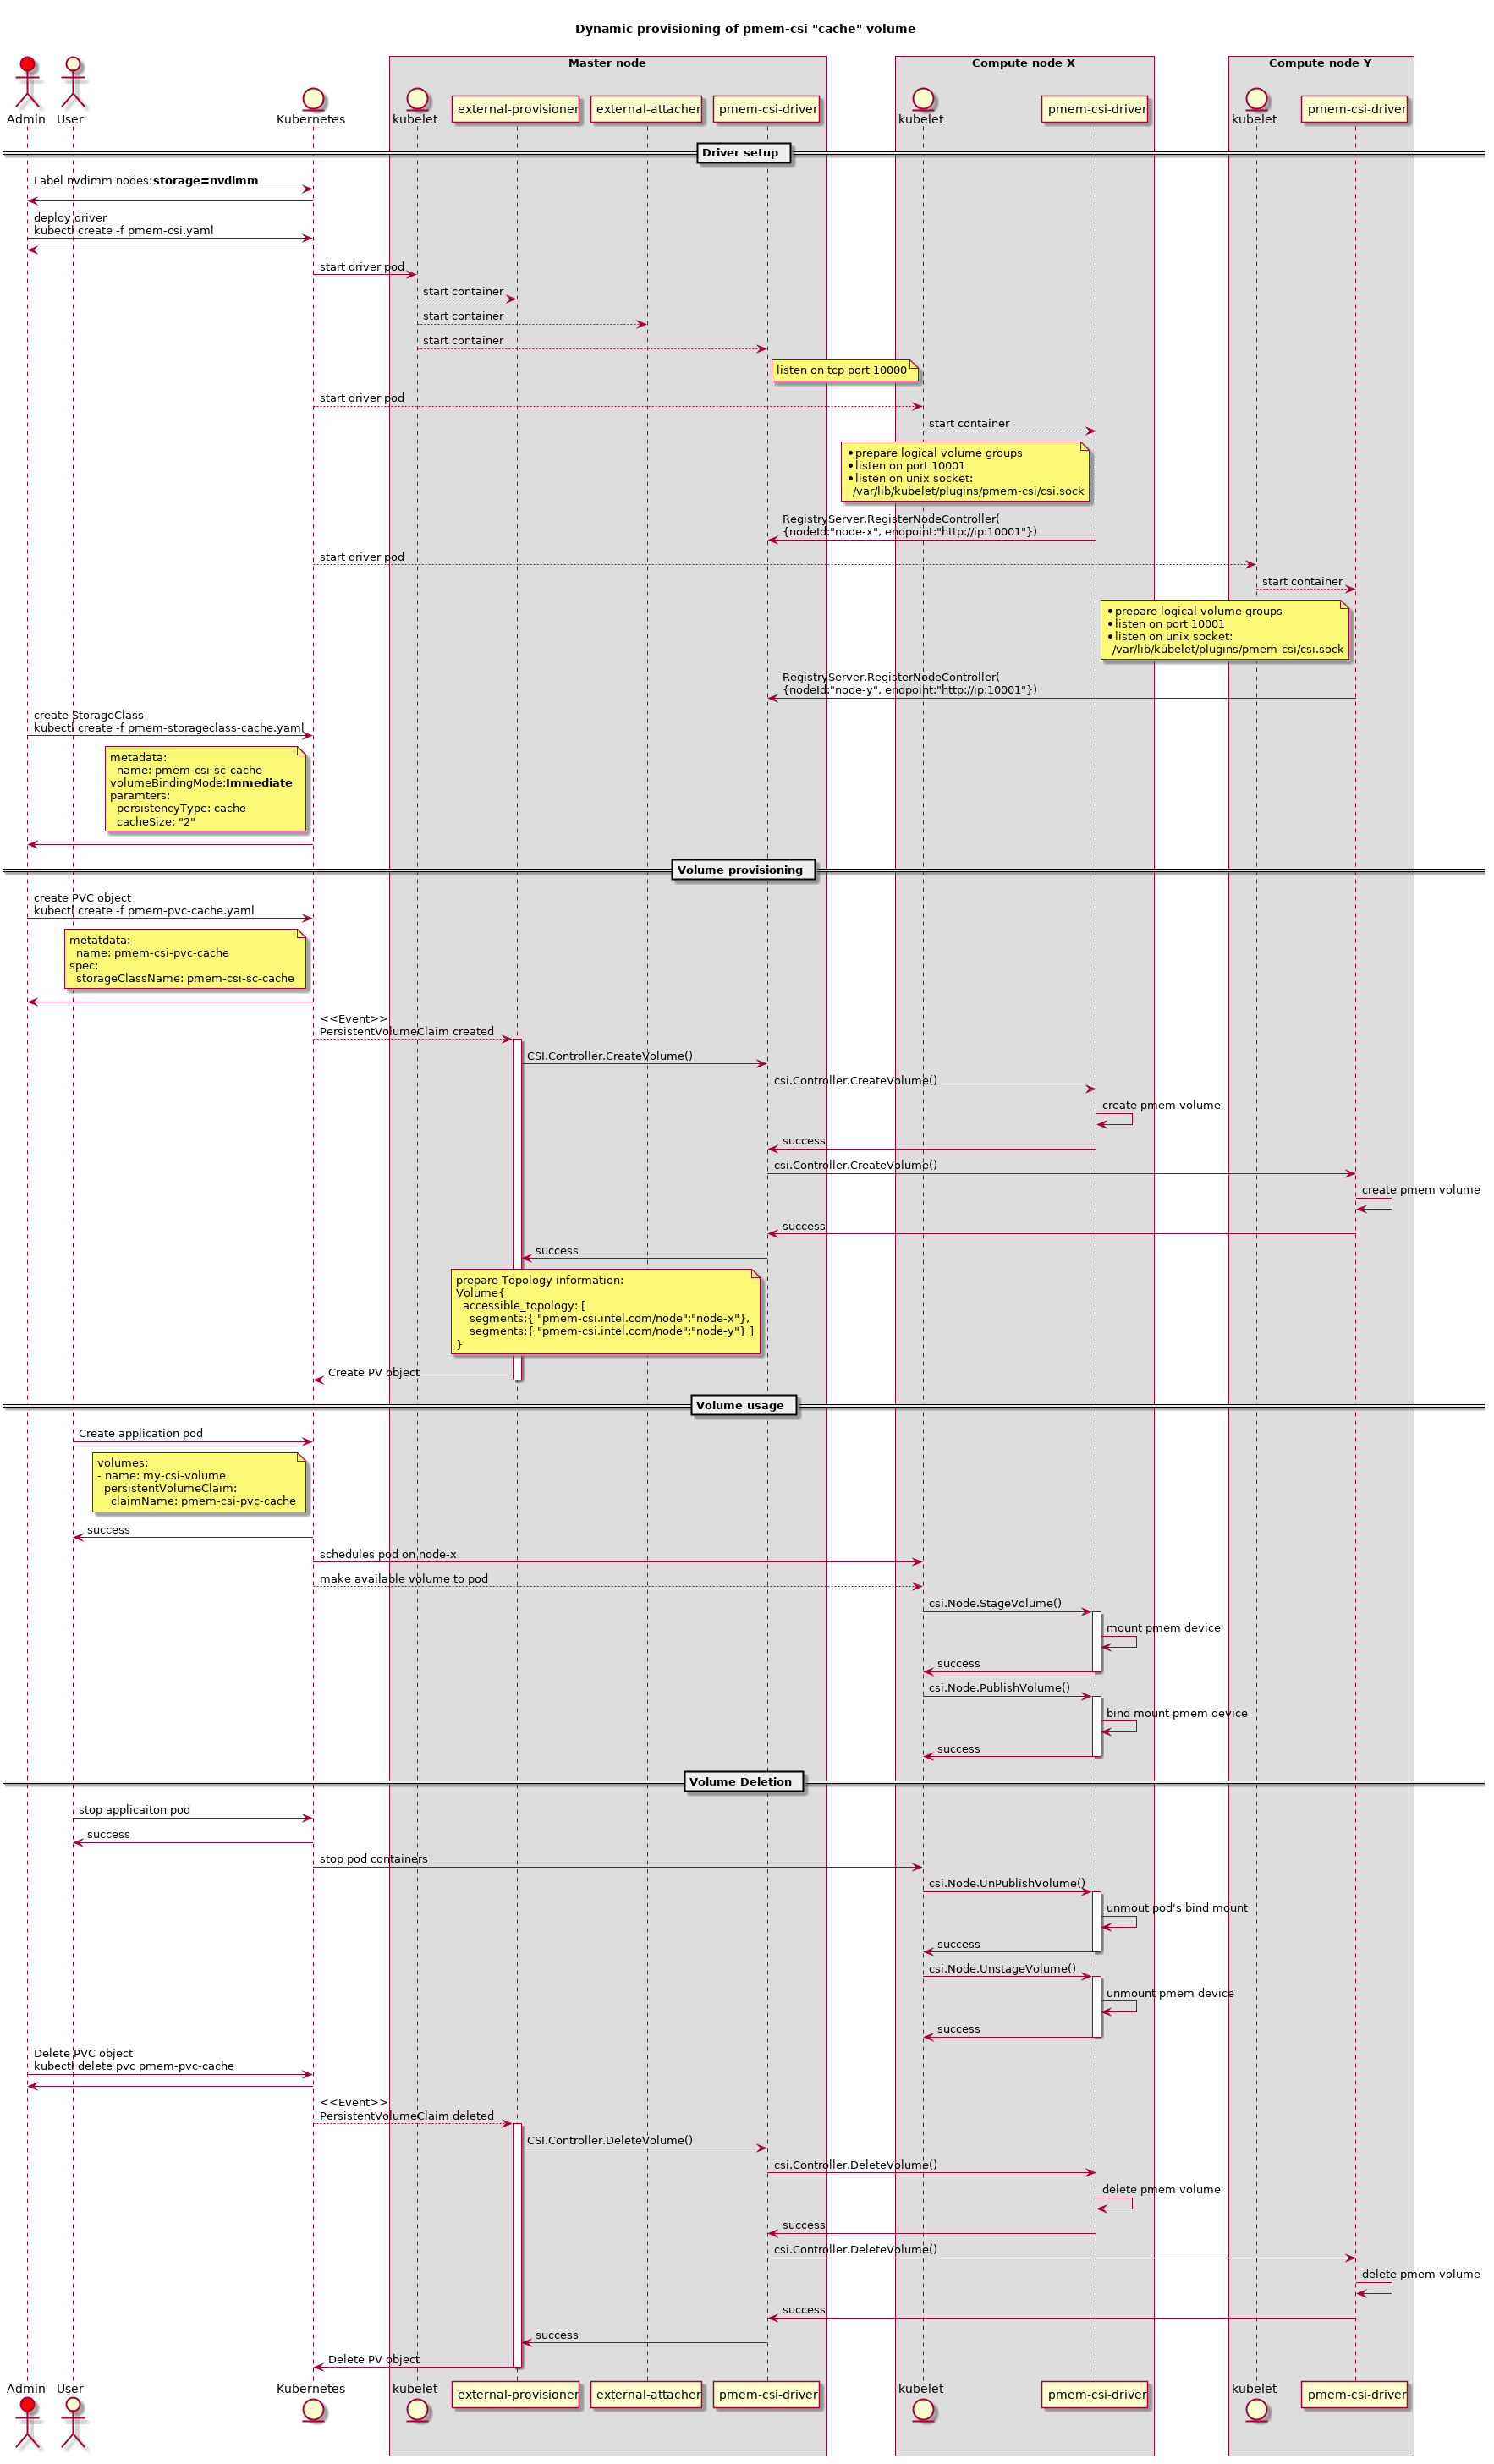 Dynamic provisioning of pmem-csi "cache" volume
Master node
Compute node X
Compute node Y
Admin
User
Kubernetes
kubelet
external-provisioner
external-attacher
pmem-csi-driver
kubelet
pmem-csi-driver
kubelet
pmem-csi-driver
Driver setup
Label nvdimm nodes:storage=nvdimm
deploy driver
kubectl create -f pmem-csi.yaml
start driver pod
start container
start container
start container
listen on tcp port 10000
start driver pod
start container
•prepare logical volume groups
•listen on port 10001
•listen on unix socket:
/var/lib/kubelet/plugins/pmem-csi/csi.sock
RegistryServer.RegisterNodeController(
{nodeId:"node-x", endpoint:"http://ip:10001"})
start driver pod
start container
•prepare logical volume groups
•listen on port 10001
•listen on unix socket:
/var/lib/kubelet/plugins/pmem-csi/csi.sock
RegistryServer.RegisterNodeController(
{nodeId:"node-y", endpoint:"http://ip:10001"})
create StorageClass
kubectl create -f pmem-storageclass-cache.yaml
metadata:
name: pmem-csi-sc-cache
volumeBindingMode:Immediate
paramters:
persistencyType: cache
cacheSize: "2"
Volume provisioning
create PVC object
kubectl create -f pmem-pvc-cache.yaml
metatdata:
name: pmem-csi-pvc-cache
spec:
storageClassName: pmem-csi-sc-cache
<<Event>>
PersistentVolumeClaim created
CSI.Controller.CreateVolume()
csi.Controller.CreateVolume()
create pmem volume
success
csi.Controller.CreateVolume()
create pmem volume
success
success
prepare Topology information:
Volume{
accessible_topology: [
segments:{ "pmem-csi.intel.com/node":"node-x"},
segments:{ "pmem-csi.intel.com/node":"node-y"} ]
}
Create PV object
Volume usage
Create application pod
volumes:
- name: my-csi-volume
persistentVolumeClaim:
claimName: pmem-csi-pvc-cache
success
schedules pod on node-x
make available volume to pod
csi.Node.StageVolume()
mount pmem device
success
csi.Node.PublishVolume()
bind mount pmem device
success
Volume Deletion
stop applicaiton pod
success
stop pod containers
csi.Node.UnPublishVolume()
unmout pod's bind mount
success
csi.Node.UnstageVolume()
unmount pmem device
success
Delete PVC object
kubectl delete pvc pmem-pvc-cache
<<Event>>
PersistentVolumeClaim deleted
CSI.Controller.DeleteVolume()
csi.Controller.DeleteVolume()
delete pmem volume
success
csi.Controller.DeleteVolume()
delete pmem volume
success
success
Delete PV object
Admin
User
Kubernetes
kubelet
external-provisioner
external-attacher
pmem-csi-driver
kubelet
pmem-csi-driver
kubelet
pmem-csi-driver